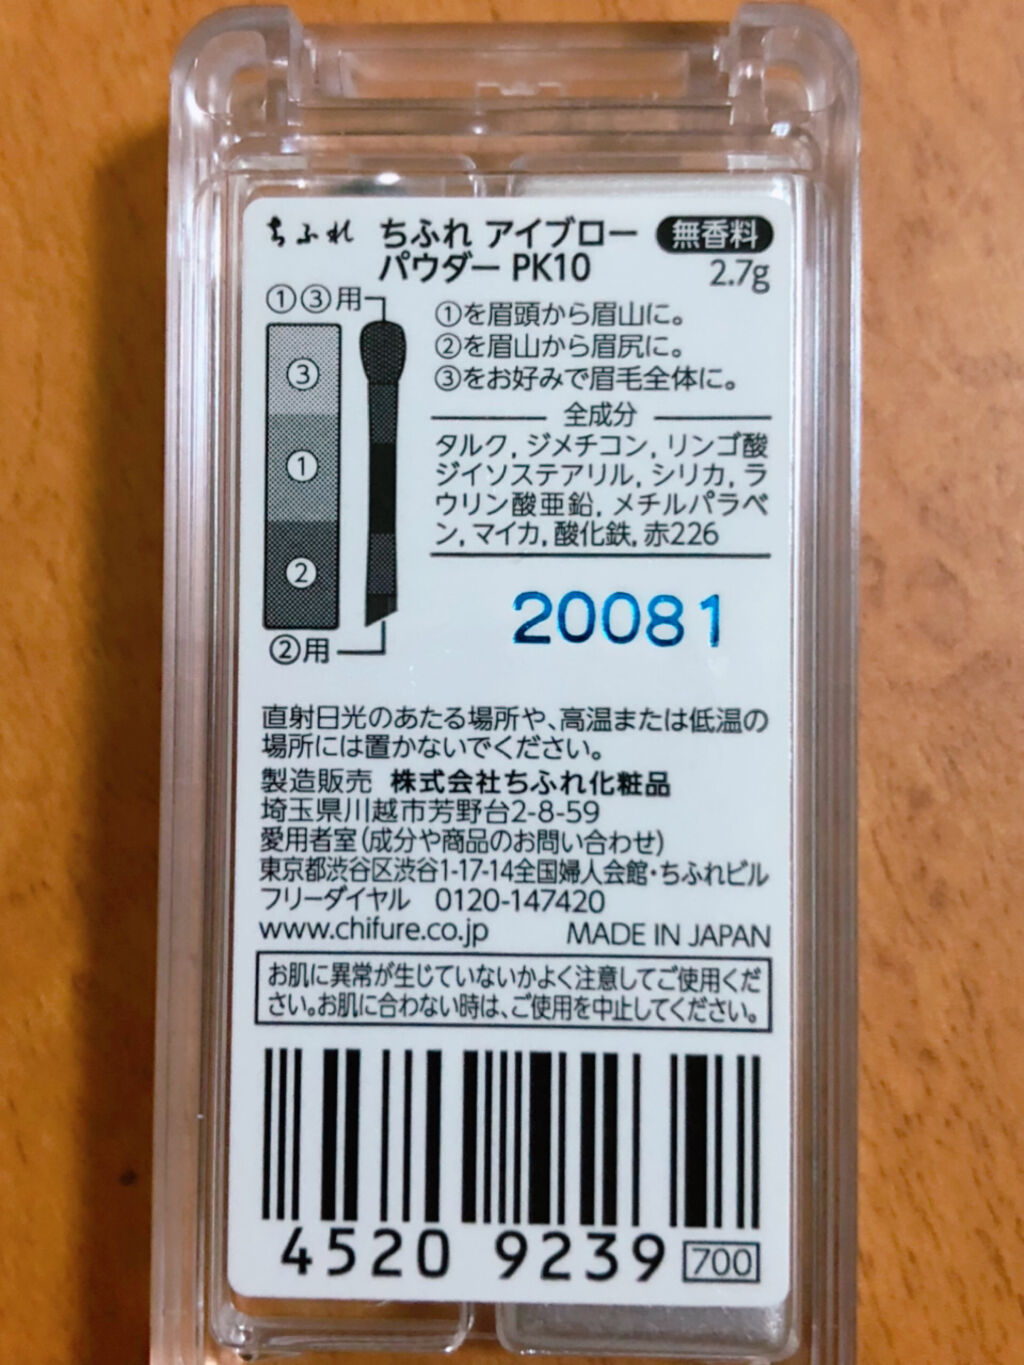 ちふれ ちふれ アイブロー 無香料
パウダー PK10 2.7g
①③用
③
①
②
②用
①を眉頭から眉山に。
②を眉山から眉尻に。
③をお好みで眉毛全体に。
全成分
タルク, ジメチコン, リンゴ酸
ジイソステアリル, シリカ, ラ
ウリン酸亜鉛, メチルパラベ
ン, マイカ, 酸化鉄, 赤226
20081
直射日光のあたる場所や、高温または低温の
場所には置かないでください。
製造販売 株式会社ちふれ化粧品
埼玉県川越市芳野台2-8-59
愛用者室(成分や商品のお問い合わせ)
東京都渋谷区渋谷1-17-14全国婦人会館・ちふれビル
フリーダイヤル 0120-147420
www.chifure.co.jp MADE IN JAPAN
お肌に異常が生じていないかよく注意してご使用くだ
さい。お肌に合わない時は、ご使用を中止してください。
4520 9239 700